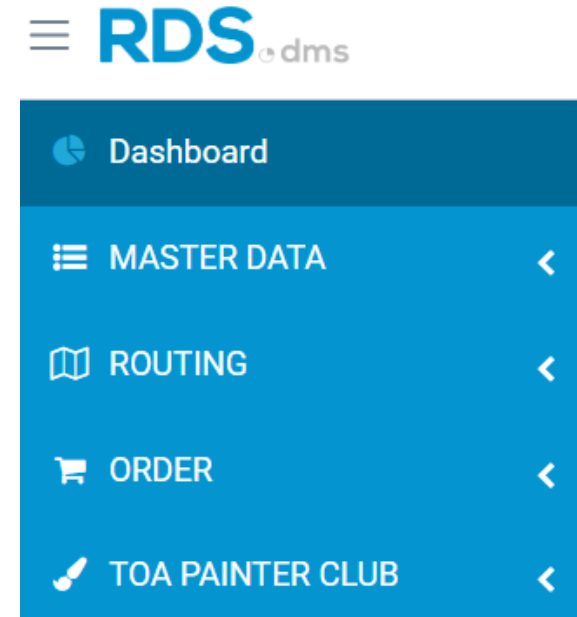 RDS.dms
Dashboard
MASTER DATA
ROUTING
ORDER
TOA PAINTER CLUB